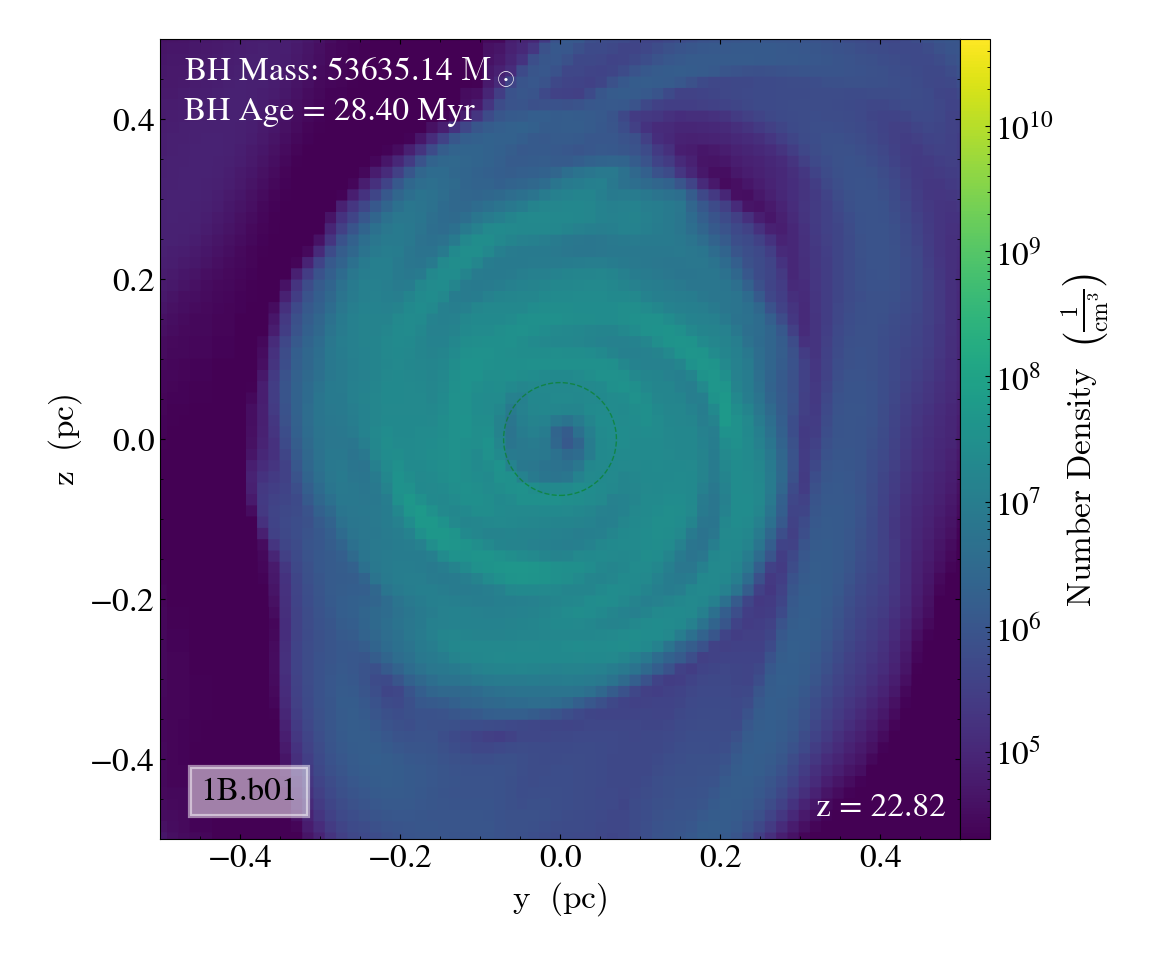 BH Mass: 53635.14 M⊙
BH Age = 28.40 Myr
0.4
0.2
0.0
−0.2
−0.4
z (pc)
1B.b01
z = 22.82
−0.4 −0.2 0.0 0.2 0.4
y (pc)
10¹⁰
10⁹
10⁸
10⁷
10⁶
10⁵
Number Density (1/cm³)